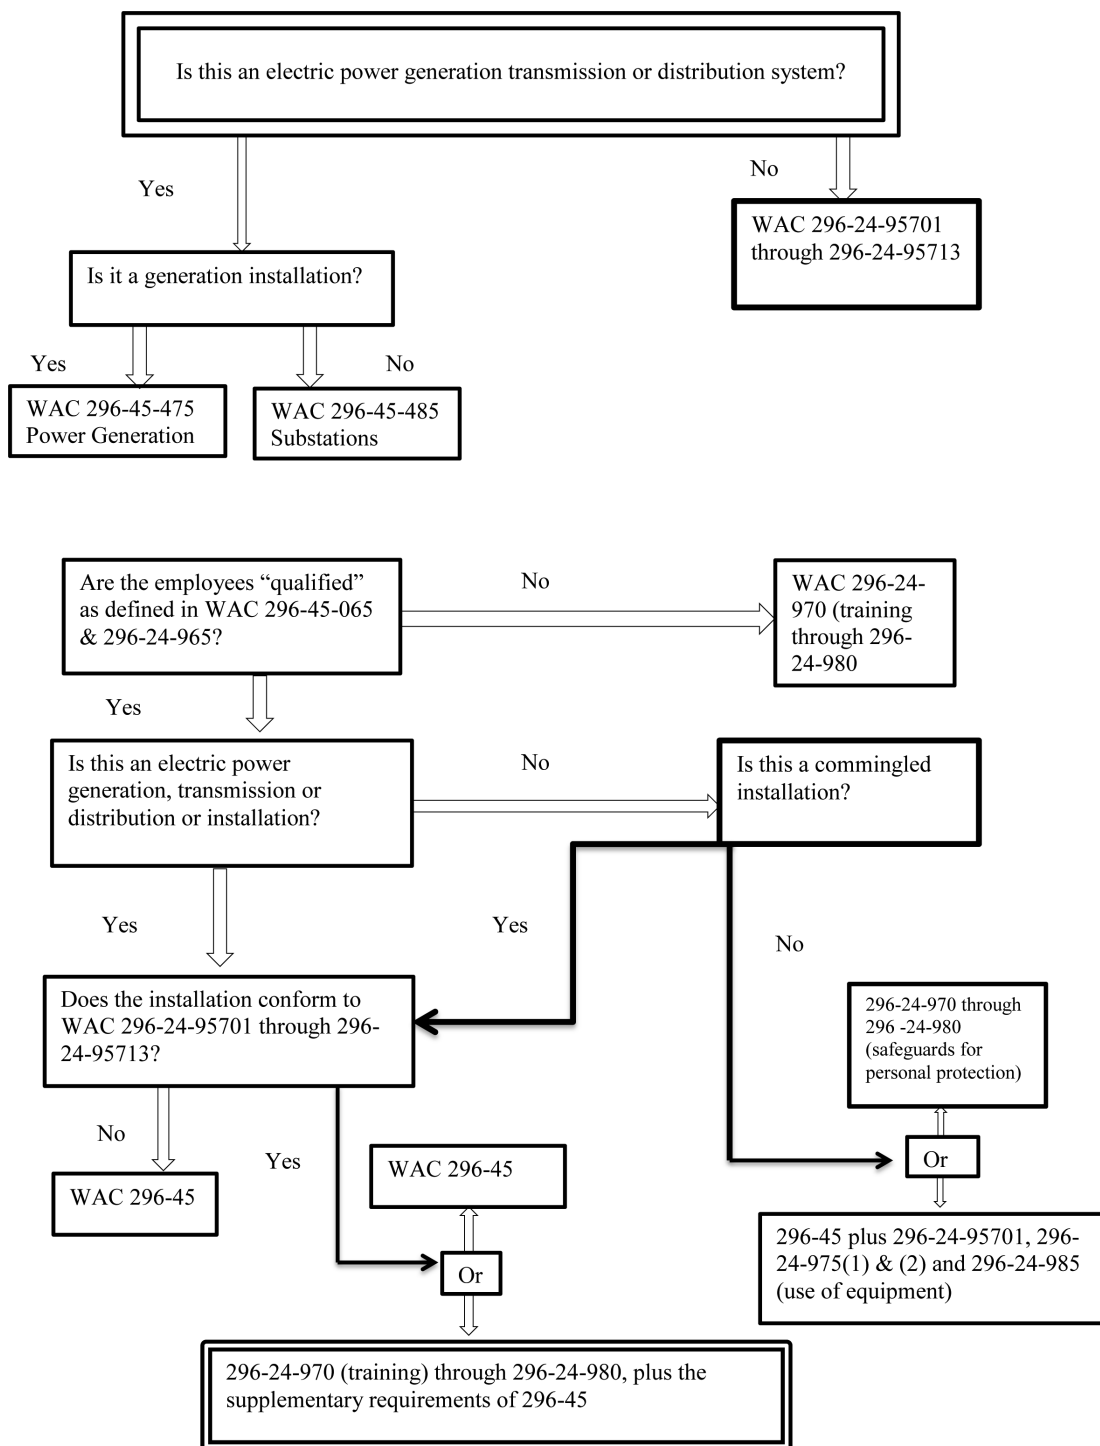 Is this an electric power generation transmission or distribution system?
Yes
No
WAC 296-24-95701
through 296-24-95713
Is it a generation installation?
Yes
No
WAC 296-45-475
Power Generation
WAC 296-45-485
Substations
Are the employees “qualified”
as defined in WAC 296-45-065
& 296-24-965?
No
WAC 296-24-
970 (training
through 296-
24-980
Yes
Is this an electric power
generation, transmission or
distribution or installation?
No
Is this a commingled
installation?
Yes
Yes
No
Does the installation conform to
WAC 296-24-95701 through 296-
24-95713?
296-24-970 through
296 -24-980
(safeguards for
personal protection)
No
Yes
WAC 296-45
WAC 296-45
Or
Or
296-45 plus 296-24-95701, 296-
24-975(1) & (2) and 296-24-985
(use of equipment)
296-24-970 (training) through 296-24-980, plus the
supplementary requirements of 296-45